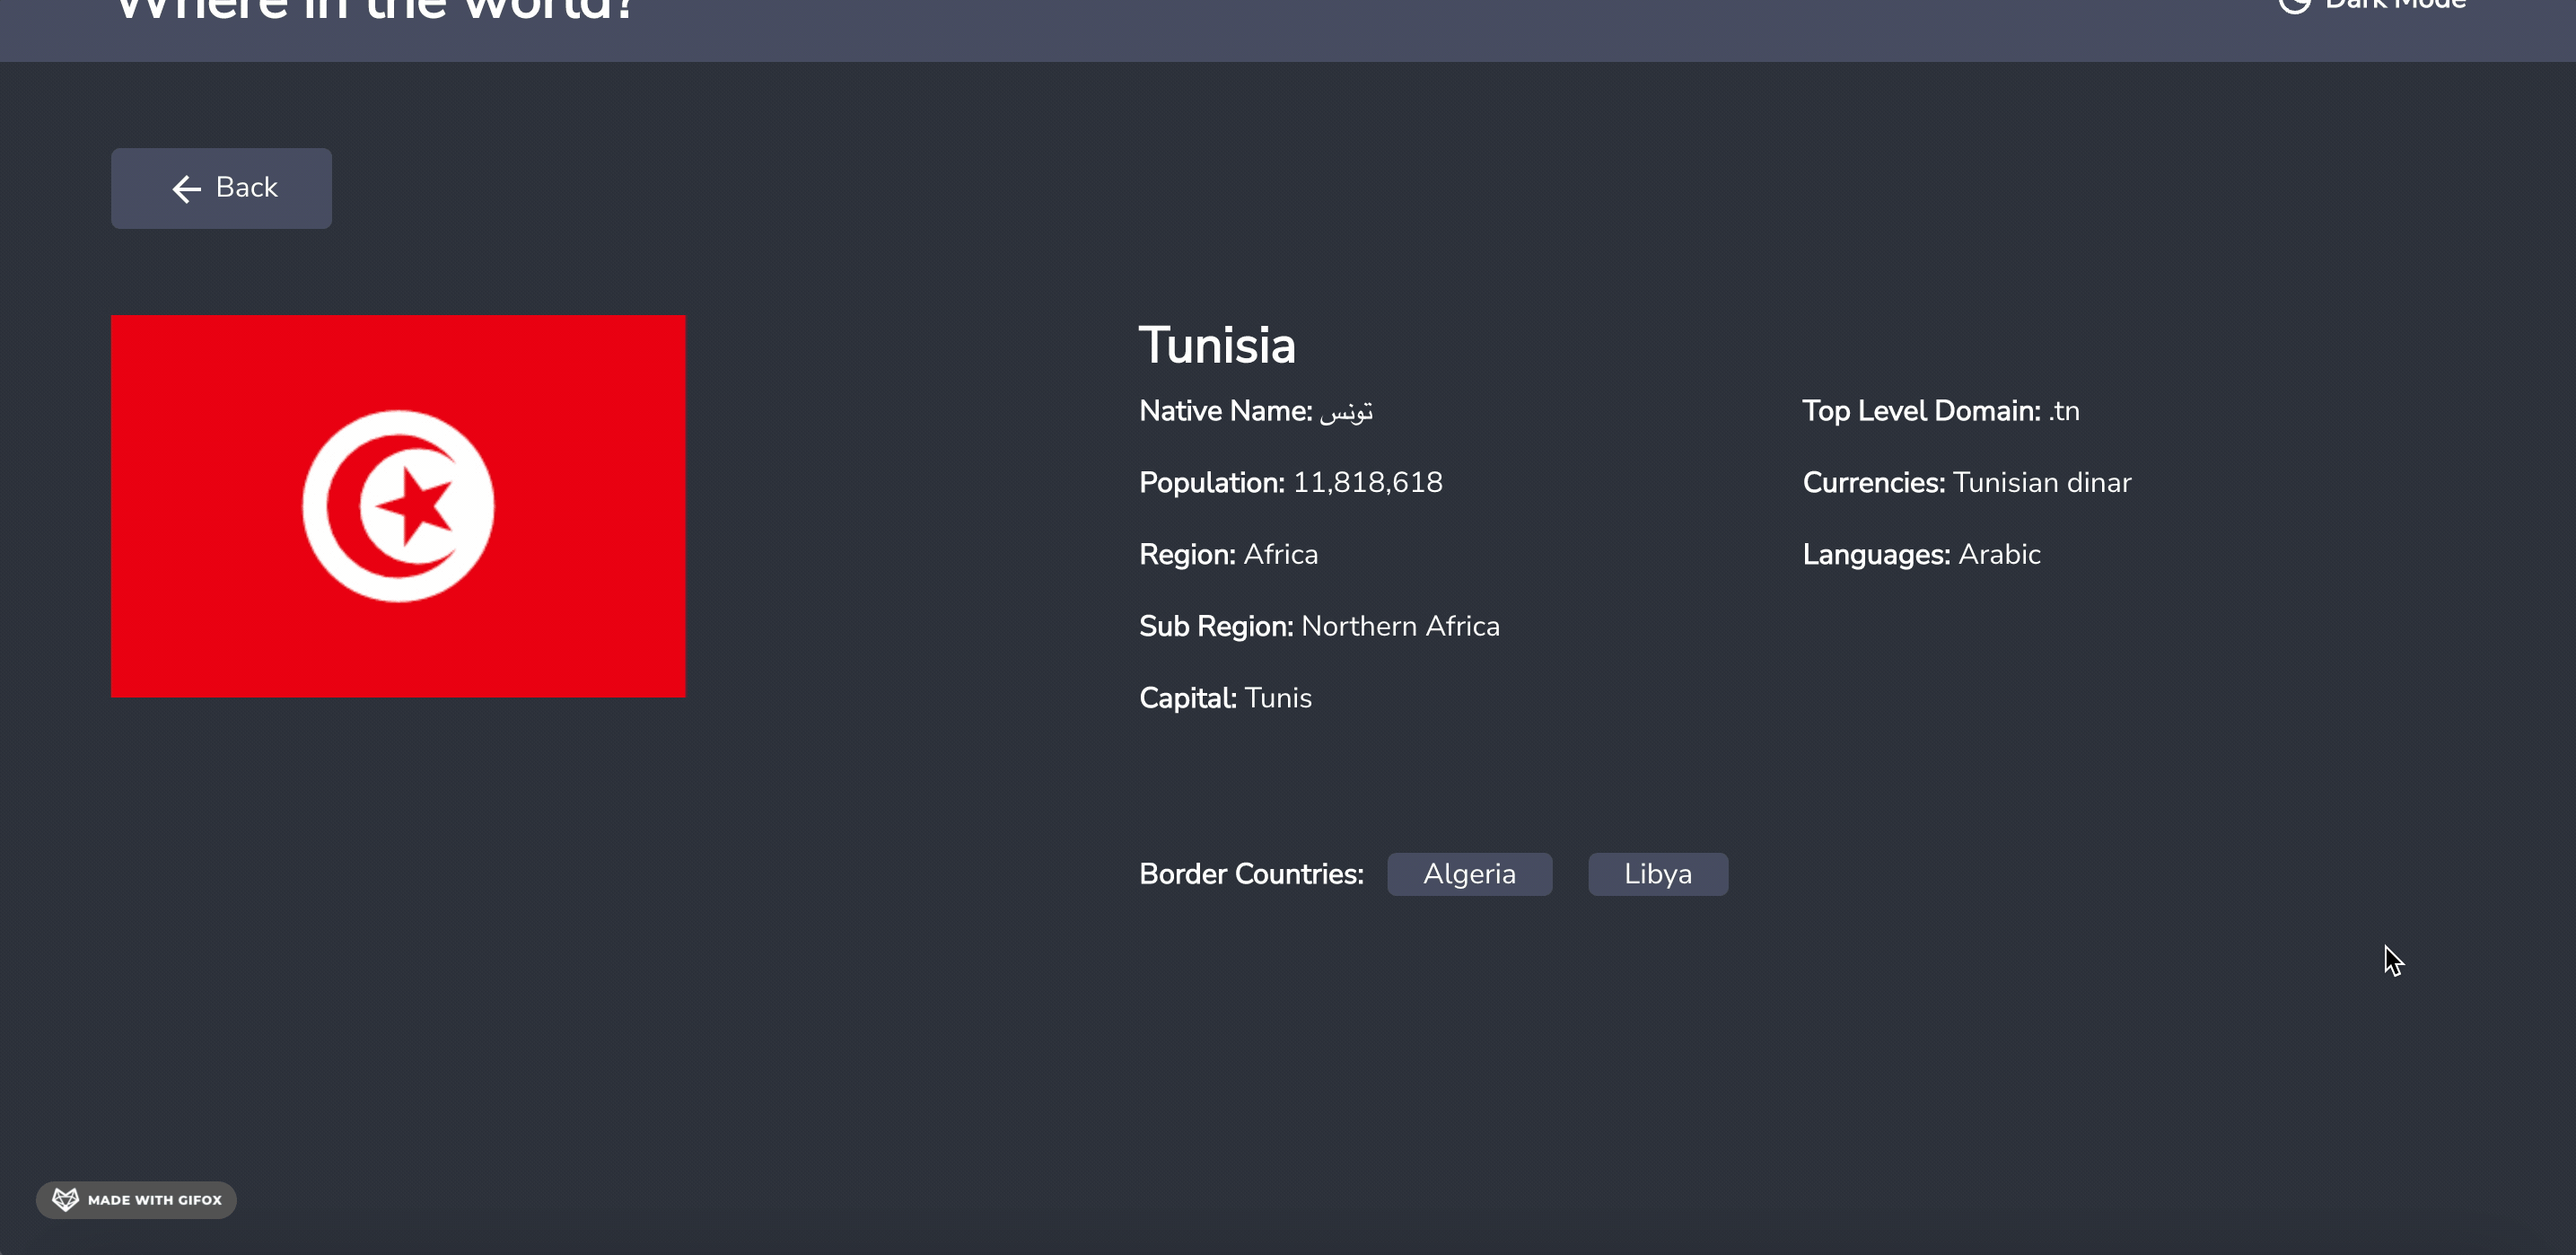 Where in the world?
Dark Mode
Back
Tunisia
Native Name: تونس
Population: 11,818,618
Region: Africa
Sub Region: Northern Africa
Capital: Tunis
Top Level Domain: .tn
Currencies: Tunisian dinar
Languages: Arabic
Border Countries: Algeria Libya
MADE WITH GIFOX